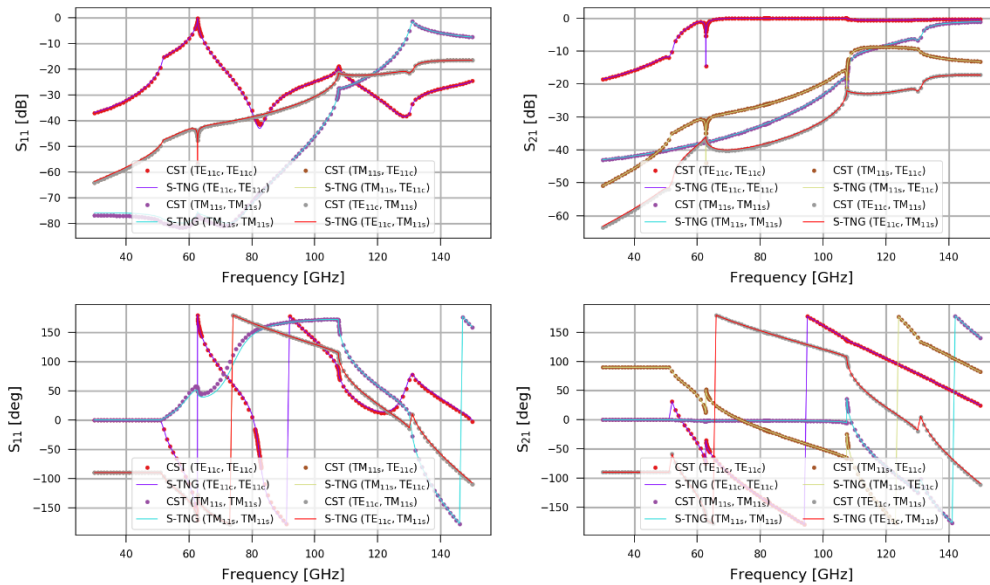 S₁₁ [dB]
0
−10
−20
−30
−40
−50
−60
−70
−80
40 60 80 100 120 140
Frequency [GHz]
CST (TE₁₁c, TE₁₁c)
S-TNG (TE₁₁c, TE₁₁c)
CST (TM₁₁s, TM₁₁s)
S-TNG (TM₁₁s, TM₁₁s)
CST (TM₁₁s, TE₁₁c)
S-TNG (TM₁₁s, TE₁₁c)
CST (TE₁₁c, TM₁₁s)
S-TNG (TE₁₁c, TM₁₁s)
S₂₁ [dB]
0
−10
−20
−30
−40
−50
−60
40 60 80 100 120 140
Frequency [GHz]
CST (TE₁₁c, TE₁₁c)
S-TNG (TE₁₁c, TE₁₁c)
CST (TM₁₁s, TM₁₁s)
S-TNG (TM₁₁s, TM₁₁s)
CST (TM₁₁s, TE₁₁c)
S-TNG (TM₁₁s, TE₁₁c)
CST (TE₁₁c, TM₁₁s)
S-TNG (TE₁₁c, TM₁₁s)
S₁₁ [deg]
150
100
50
0
−50
−100
−150
40 60 80 100 120 140
Frequency [GHz]
CST (TE₁₁c, TE₁₁c)
S-TNG (TE₁₁c, TE₁₁c)
CST (TM₁₁s, TM₁₁s)
S-TNG (TM₁₁s, TM₁₁s)
CST (TM₁₁s, TE₁₁c)
S-TNG (TM₁₁s, TE₁₁c)
CST (TE₁₁c, TM₁₁s)
S-TNG (TE₁₁c, TM₁₁s)
S₂₁ [deg]
150
100
50
0
−50
−100
−150
40 60 80 100 120 140
Frequency [GHz]
CST (TE₁₁c, TE₁₁c)
S-TNG (TE₁₁c, TE₁₁c)
CST (TM₁₁s, TM₁₁s)
S-TNG (TM₁₁s, TM₁₁s)
CST (TM₁₁s, TE₁₁c)
S-TNG (TM₁₁s, TE₁₁c)
CST (TE₁₁c, TM₁₁s)
S-TNG (TE₁₁c, TM₁₁s)